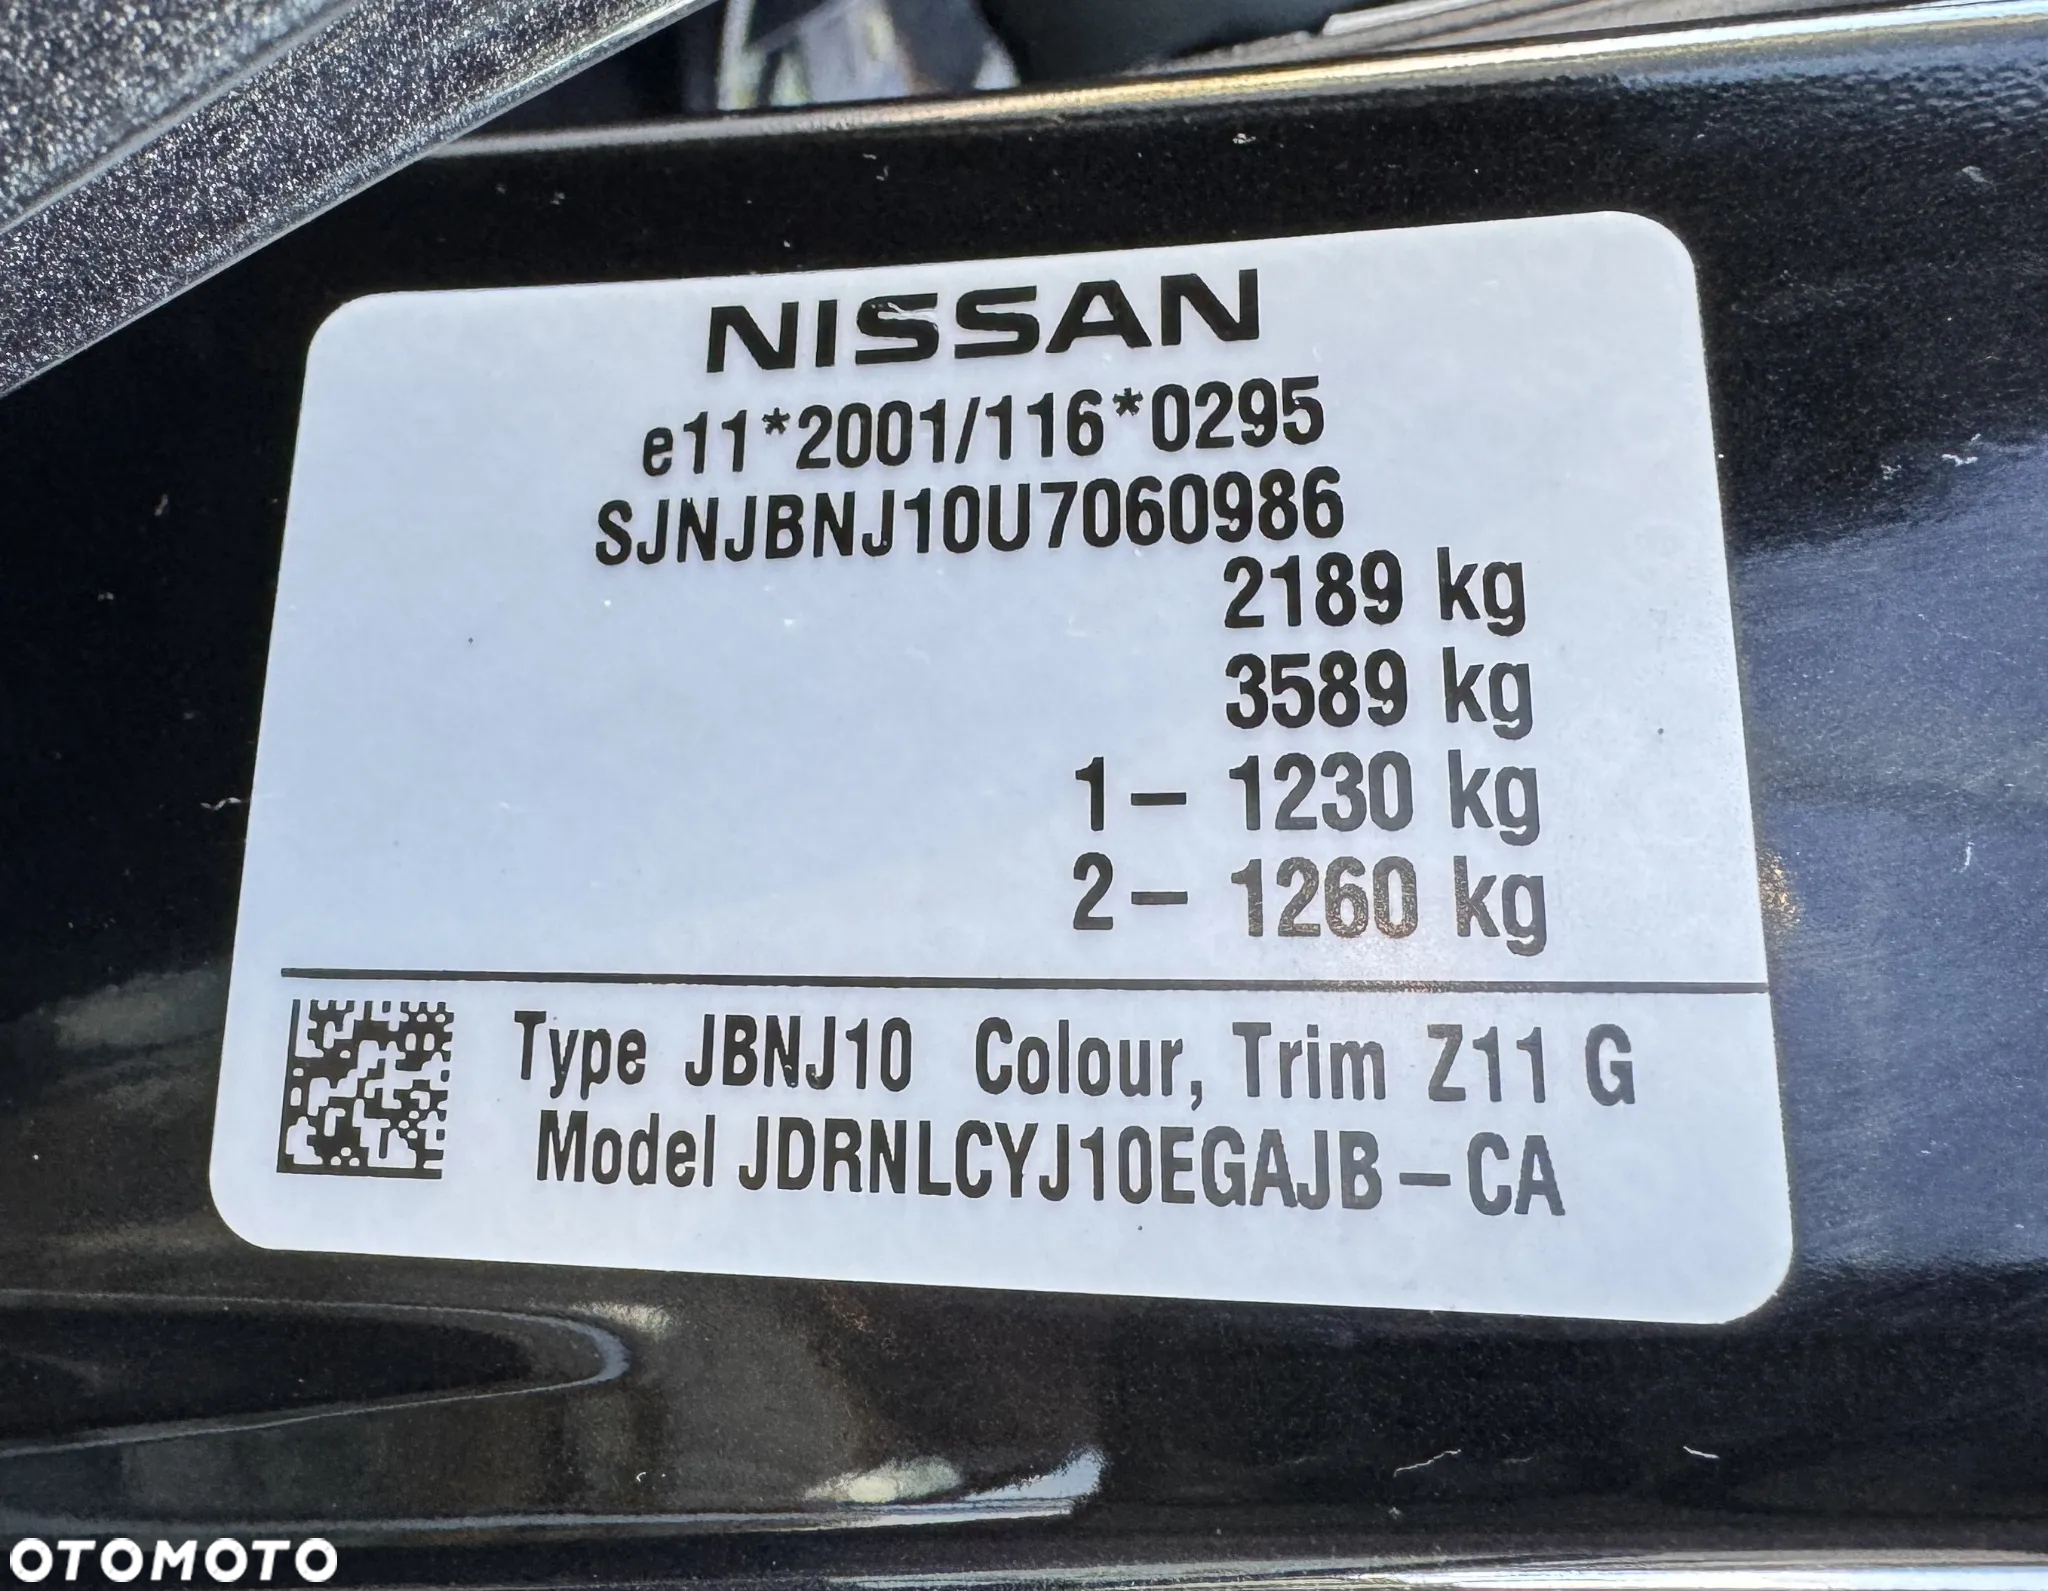 NISSAN
e11*2001/116*0295
SJNJBNJ10U7060986
2189 kg
3589 kg
1 – 1230 kg
2 – 1260 kg
Type JBNJ10 Colour, Trim Z11 G
Model JDRNLCYJ10EGAJB – CA
OTOMOTO